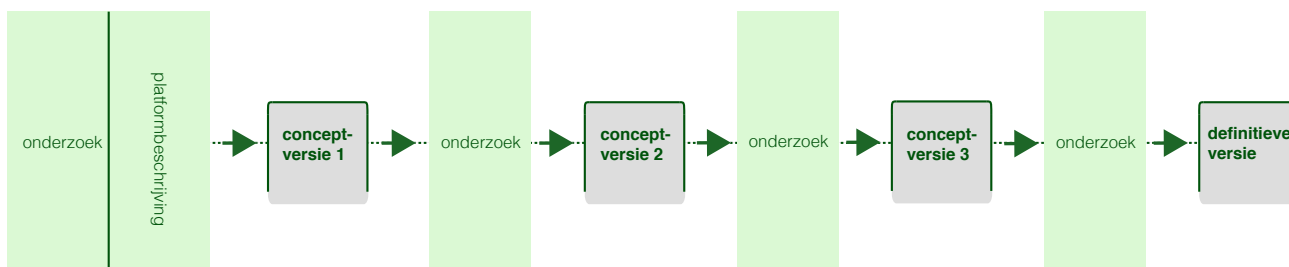 onderzoek
platformbeschrijving
concept-
versie 1
onderzoek
concept-
versie 2
onderzoek
concept-
versie 3
onderzoek
definitieve
versie